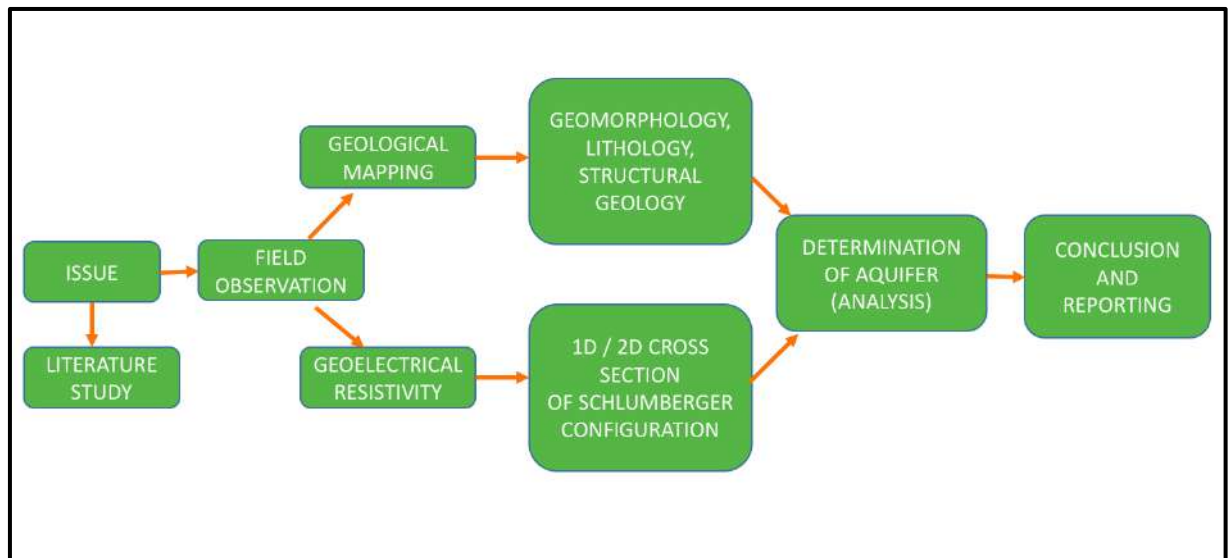 ISSUE
LITERATURE
STUDY
FIELD
OBSERVATION
GEOLOGICAL
MAPPING
GEOELECTRICAL
RESISTIVITY
GEOMORPHOLOGY,
LITHOLOGY,
STRUCTURAL
GEOLOGY
1D / 2D CROSS
SECTION
OF SCHLUMBERGER
CONFIGURATION
DETERMINATION
OF AQUIFER
(ANALYSIS)
CONCLUSION
AND
REPORTING